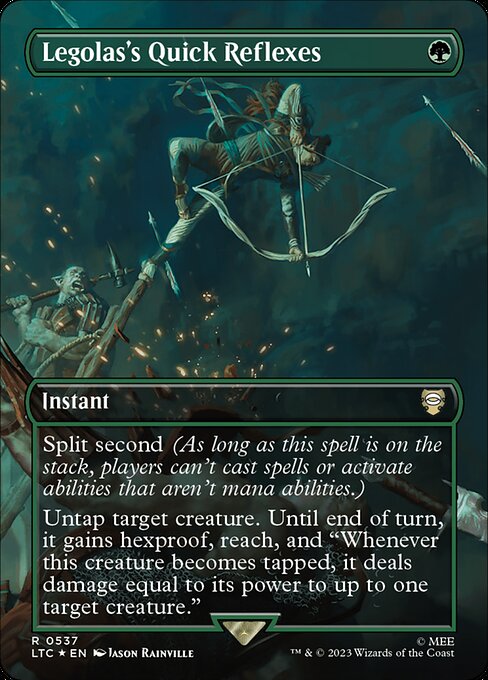 Legolas's Quick Reflexes
Instant
Split second (As long as this spell is on the
stack, players can't cast spells or activate
abilities that aren't mana abilities.)
Untap target creature. Until end of turn,
it gains hexproof, reach, and “Whenever
this creature becomes tapped, it deals
damage equal to its power to up to one
target creature.”
R 0537
LTC ★ EN Jason Rainville
© MEE
™ & © 2023 Wizards of the Coast